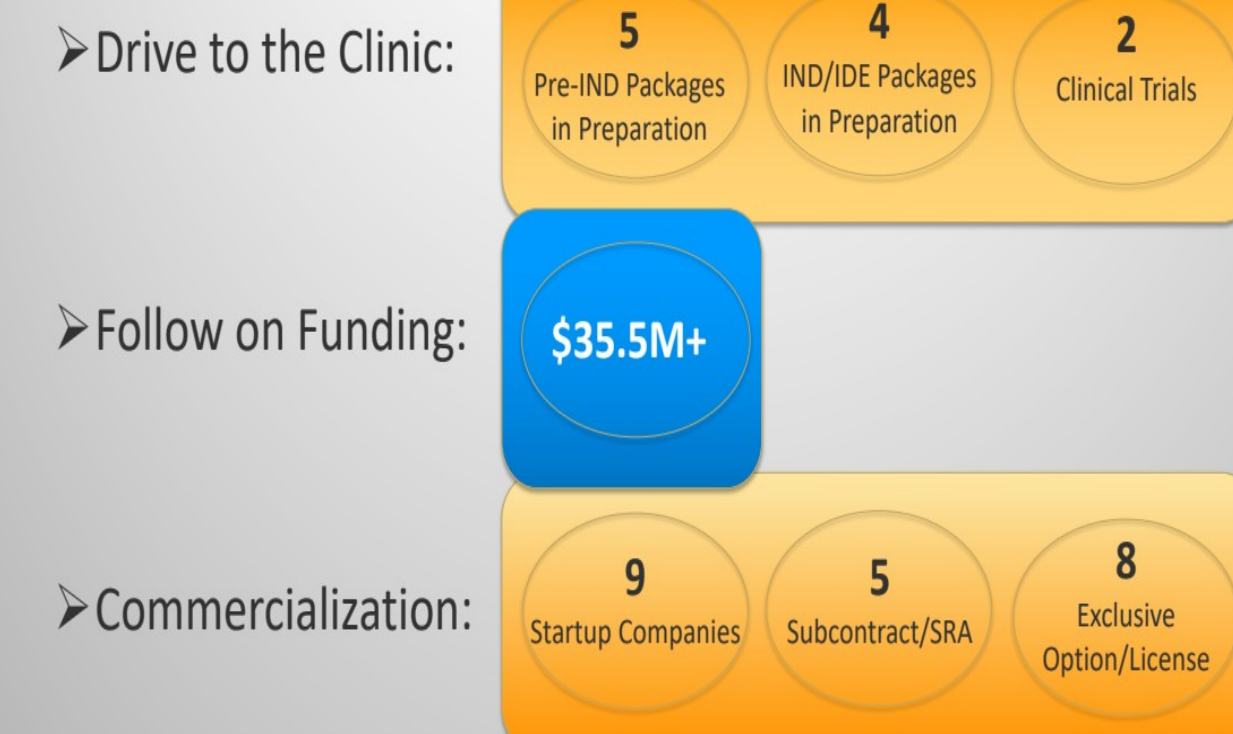 ➢Drive to the Clinic:
5
Pre-IND Packages
in Preparation
4
IND/IDE Packages
in Preparation
2
Clinical Trials
➢Follow on Funding:
$35.5M+
➢Commercialization:
9
Startup Companies
5
Subcontract/SRA
8
Exclusive
Option/License